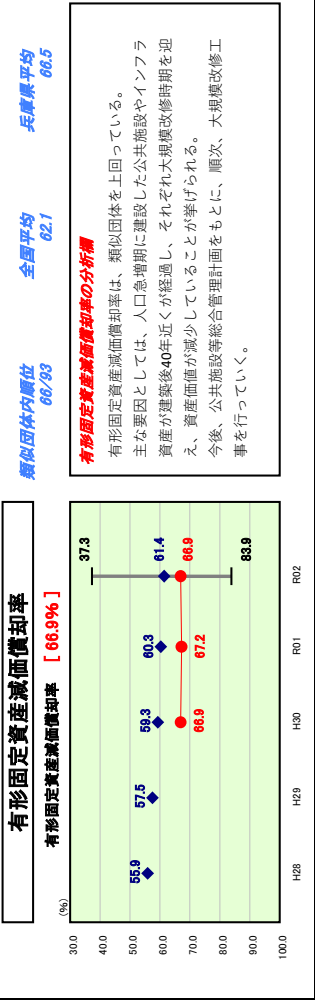 有形固定資産減価償却率
有形固定資産減価償却率 [ 66.9% ]
(%)
30.0
40.0
50.0
60.0
70.0
80.0
90.0
100.0
55.9
57.5
59.3
60.3
61.4
66.9
67.2
66.9
37.3
83.9
H28
H29
H30
R01
R02
類似団体内順位
66/93
全国平均
62.1
兵庫県平均
66.5
有形固定資産減価償却率の分析欄
有形固定資産減価償却率は、類似団体を上回っている。
主な要因としては、人口急増期に建設した公共施設やインフラ
資産が建築後40年近くが経過し、それぞれ大規模改修時期を迎
え、資産価値が減少していることが挙げられる。
今後、公共施設等総合管理計画をもとに、順次、大規模改修工
事を行っていく。